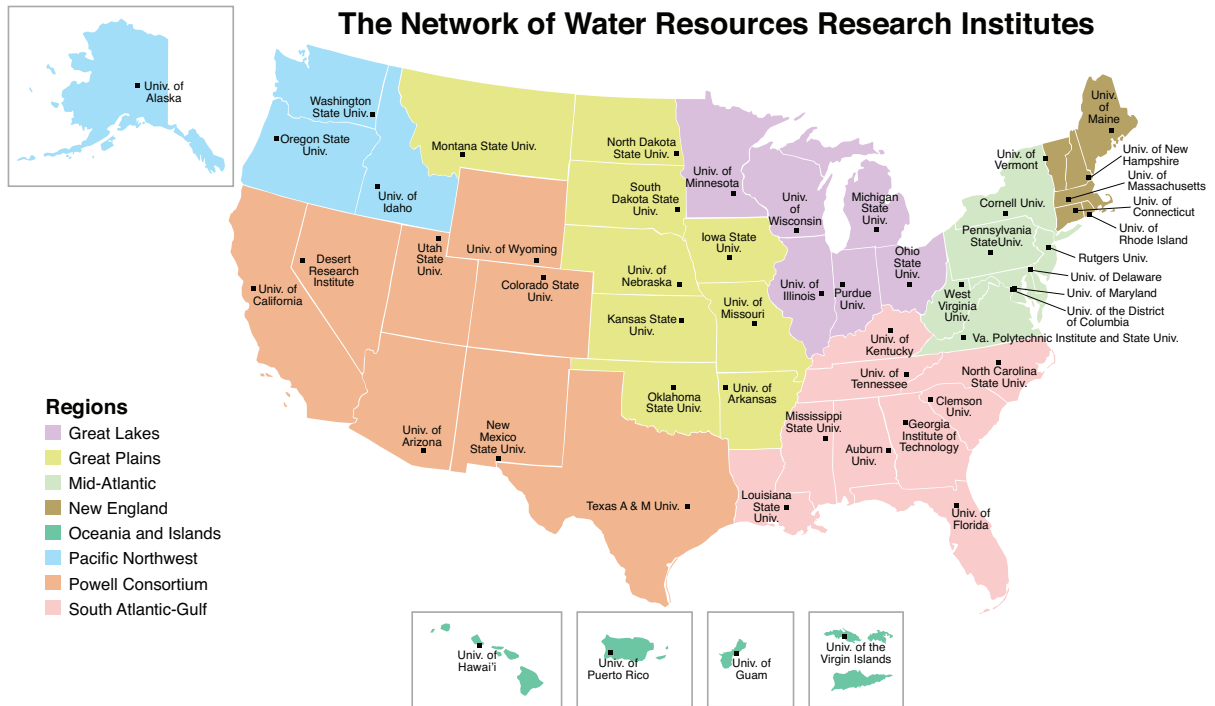 The Network of Water Resources Research Institutes
Univ. of
Alaska
Washington
State Univ.
Oregon State
Univ.
Univ. of
Idaho
Montana State Univ.
North Dakota
State Univ.
South
Dakota State
Univ.
Univ. of
Minnesota
Univ.
of
Wisconsin
Michigan
State
Univ.
Univ.
of
Maine
Univ. of
Vermont
Univ. of New
Hampshire
Univ. of
Massachusetts
Univ. of
Connecticut
Univ. of
Rhode Island
Cornell Univ.
Pennsylvania
StateUniv.
Rutgers Univ.
Univ. of Delaware
Univ. of Maryland
Univ. of the District
of Columbia
Va. Polytechnic Institute and State Univ.
West
Virginia
Univ.
Ohio
State
Univ.
Purdue
Univ.
Univ. of
Illinois
Iowa State
Univ.
Univ. of
Nebraska
Univ. of Wyoming
Utah
State
Univ.
Colorado State
Univ.
Desert
Research
Institute
Univ. of
California
Kansas State
Univ.
Univ. of
Missouri
Univ. of
Kentucky
Univ. of
Tennessee
North Carolina
State Univ.
Clemson
Univ.
Georgia
Institute
of Technology
Auburn
Univ.
Mississippi
State Univ.
Univ. of
Arkansas
Oklahoma
State Univ.
New
Mexico
State Univ.
Univ. of
Arizona
Texas A & M Univ.
Louisiana
State
Univ.
Univ. of
Florida
Regions
Great Lakes
Great Plains
Mid-Atlantic
New England
Oceania and Islands
Pacific Northwest
Powell Consortium
South Atlantic-Gulf
Univ. of
Hawai'i
Univ. of
Puerto Rico
Univ. of
Guam
Univ. of the
Virgin Islands